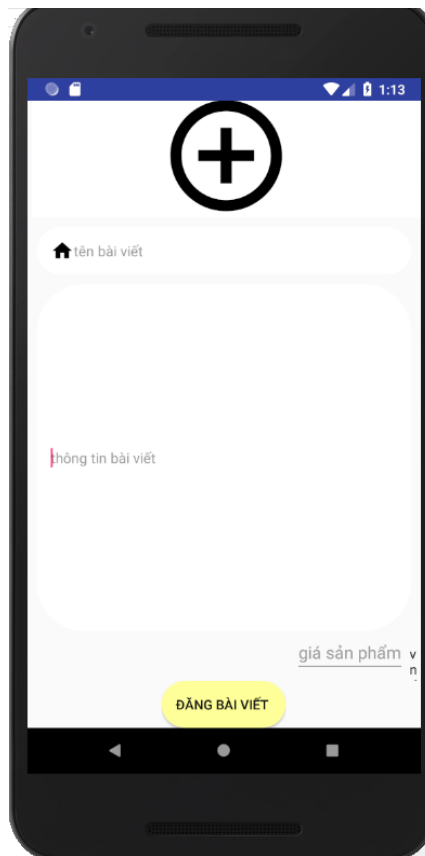 1:13
tên bài viết
thông tin bài viết
giá sản phẩm
v
n
ĐĂNG BÀI VIẾT